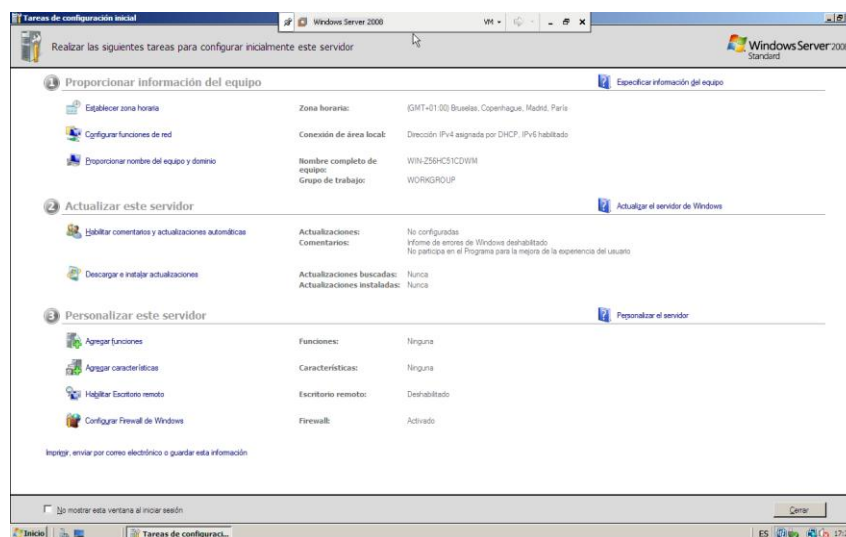 Tareas de configuración inicial
Windows Server 2008
VM
Realizar las siguientes tareas para configurar inicialmente este servidor
Windows Server 200
Standard
1 Proporcionar información del equipo
Especificar información del equipo
Establecer zona horaria Zona horaria: (GMT+01:00) Bruselas, Copenhague, Madrid, París
Configurar funciones de red Conexión de área local: Dirección IPv4 asignada por DHCP, IPv6 habilitado
Proporcionar nombre del equipo y dominio Nombre completo de equipo: WIN-Z56HC51CDWM
Grupo de trabajo: WORKGROUP
2 Actualizar este servidor
Actualizar el servidor de Windows
Habilitar comentarios y actualizaciones automáticas Actualizaciones: No configuradas
Comentarios: Informe de errores de Windows deshabilitado
No participa en el Programa para la mejora de la experiencia del usuario
Descargar e instalar actualizaciones Actualizaciones buscadas: Nunca
Actualizaciones instaladas: Nunca
3 Personalizar este servidor
Personalizar el servidor
Agregar funciones Funciones: Ninguna
Agregar características Características: Ninguna
Habilitar Escritorio remoto Escritorio remoto: Deshabilitado
Configurar Firewall de Windows Firewall: Activado
Imprimir, enviar por correo electrónico o guardar esta información
No mostrar esta ventana al iniciar sesión
Cerrar
Inicio Tareas de configuraci... ES